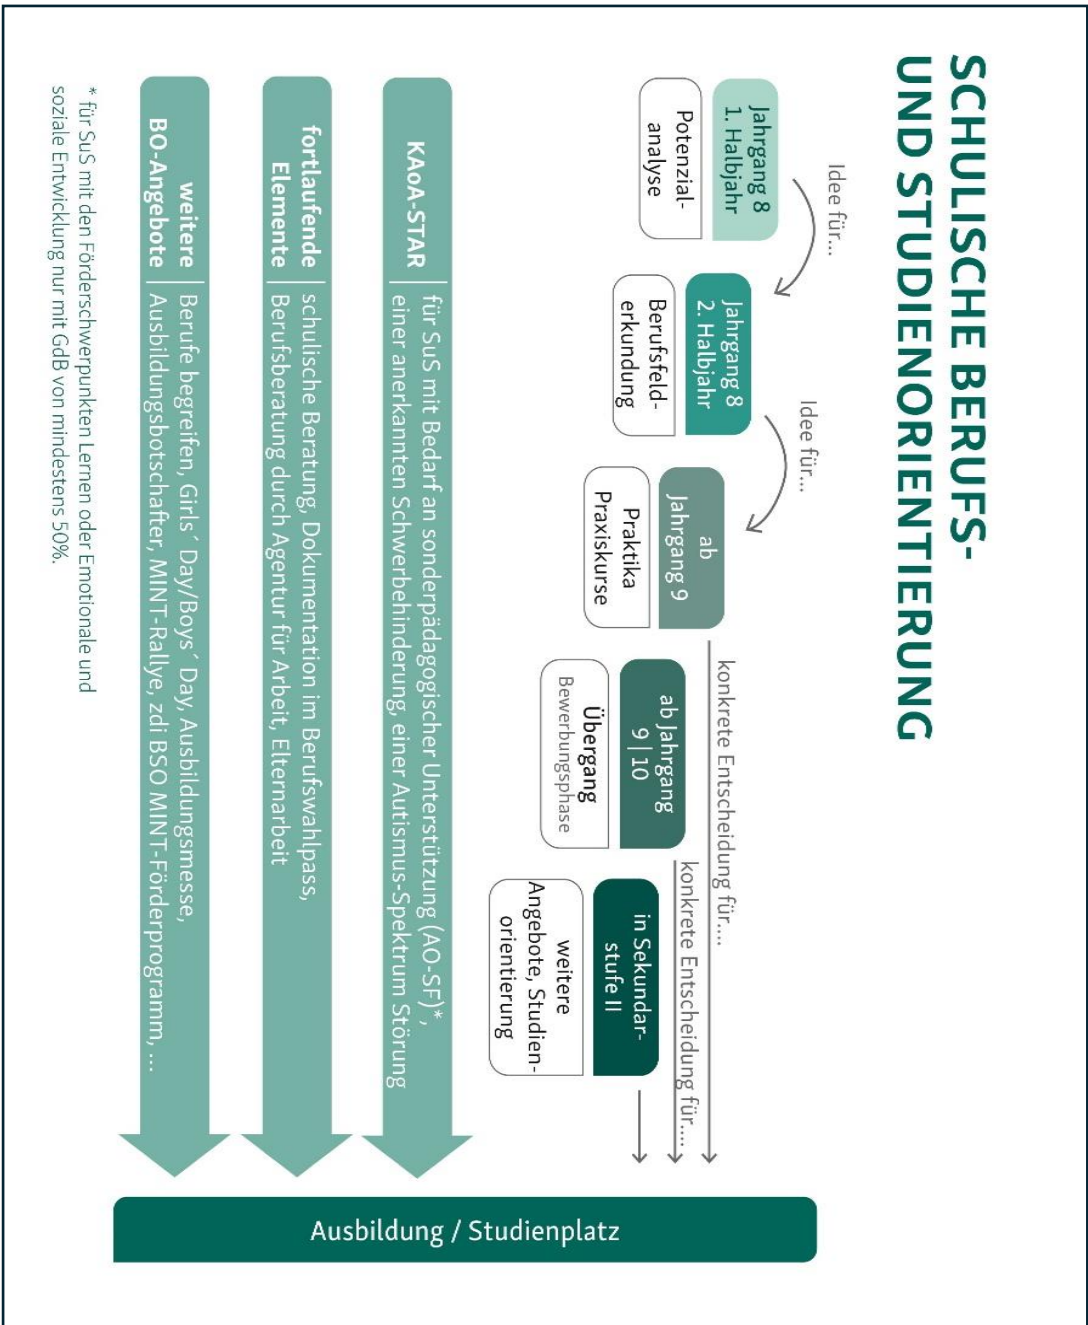 SCHULISCHE BERUFS-
UND STUDIENORIENTIERUNG
Idee für...
Idee für...
konkrete Entscheidung für....
konkrete Entscheidung für....
Jahrgang 8
1. Halbjahr
Potenzial-
analyse
Jahrgang 8
2. Halbjahr
Berufsfeld-
erkundung
ab
Jahrgang 9
Praktika
Praxiskurse
ab Jahrgang
9 | 10
Übergang
Bewerbungsphase
in Sekundar-
stufe II
weitere
Angebote, Studien-
orientierung
KAoA-STAR
für SuS mit Bedarf an sonderpädagogischer Unterstützung (AO-SF)*,
einer anerkannten Schwerbehinderung, einer Autismus-Spektrum Störung
fortlaufende
Elemente
schulische Beratung, Dokumentation im Berufswahlpass,
Berufsberatung durch Agentur für Arbeit, Elternarbeit
weitere
BO-Angebote
Berufe begreifen, Girls´ Day/Boys´ Day, Ausbildungsmesse,
Ausbildungsbotschafter, MINT-Rallye, zdi BSO MINT-Förderprogramm, ...
* für SuS mit den Förderschwerpunkten Lernen oder Emotionale und
soziale Entwicklung nur mit GdB von mindestens 50%.
Ausbildung / Studienplatz